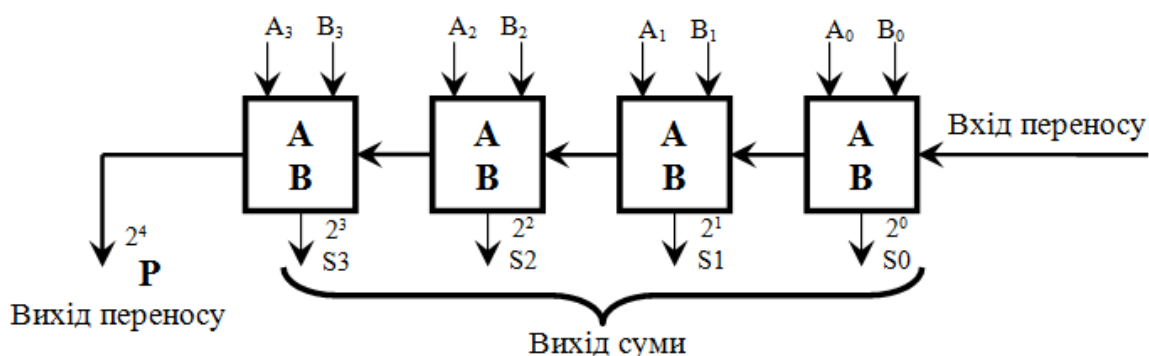 A₃ B₃ A₂ B₂ A₁ B₁ A₀ B₀
A A A A Вхід переносу
B B B B
2⁴ 2³ 2² 2¹ 2⁰
P S3 S2 S1 S0
Вихід переносу
Вихід суми